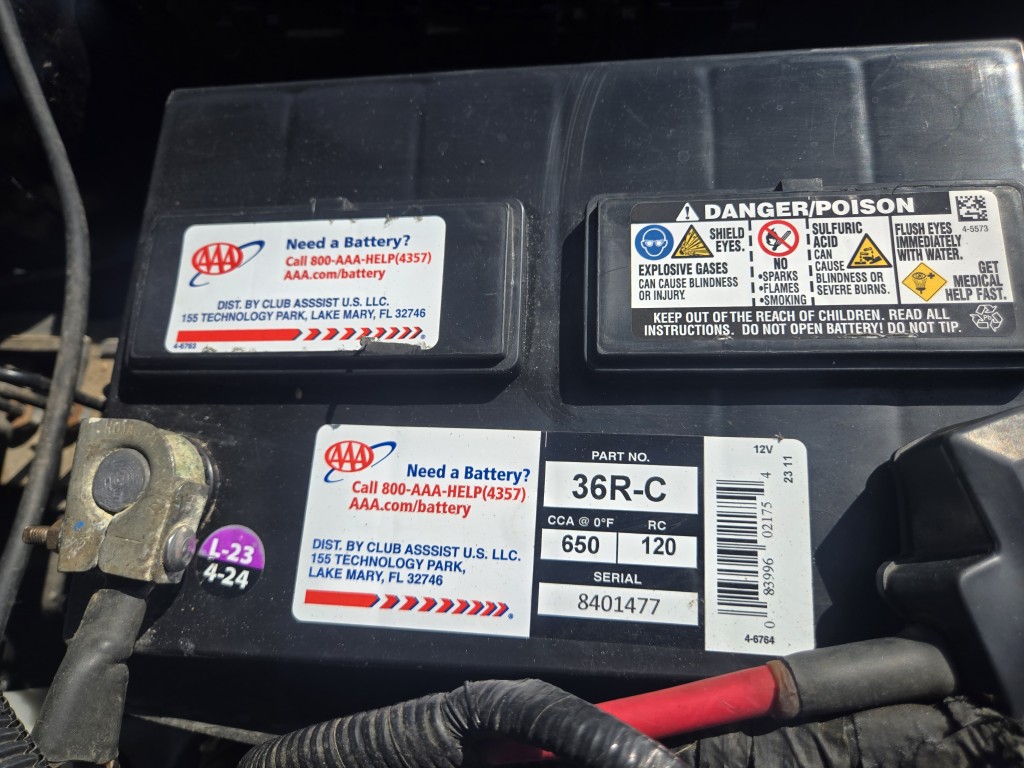 AAA
Need a Battery?
Call 800-AAA-HELP(4357)
AAA.com/battery
DIST. BY CLUB ASSSIST U.S. LLC.
155 TECHNOLOGY PARK, LAKE MARY, FL 32746
4-6763
DANGER/POISON
4-5573
SHIELD
EYES.
EXPLOSIVE GASES
CAN CAUSE BLINDNESS
OR INJURY.
NO
•SPARKS
•FLAMES
•SMOKING
SULFURIC
ACID
CAN
CAUSE
BLINDNESS OR
SEVERE BURNS.
FLUSH EYES
IMMEDIATELY
WITH WATER.
GET
MEDICAL
HELP FAST.
KEEP OUT OF THE REACH OF CHILDREN. READ ALL
INSTRUCTIONS. DO NOT OPEN BATTERY! DO NOT TIP.
L-23
4-24
AAA
Need a Battery?
Call 800-AAA-HELP(4357)
AAA.com/battery
DIST. BY CLUB ASSSIST U.S. LLC.
155 TECHNOLOGY PARK,
LAKE MARY, FL 32746
PART NO.
36R-C
CCA @ 0°F
RC
650
120
SERIAL
8401477
12V
23 11
0 83996 02175 4
4-6764